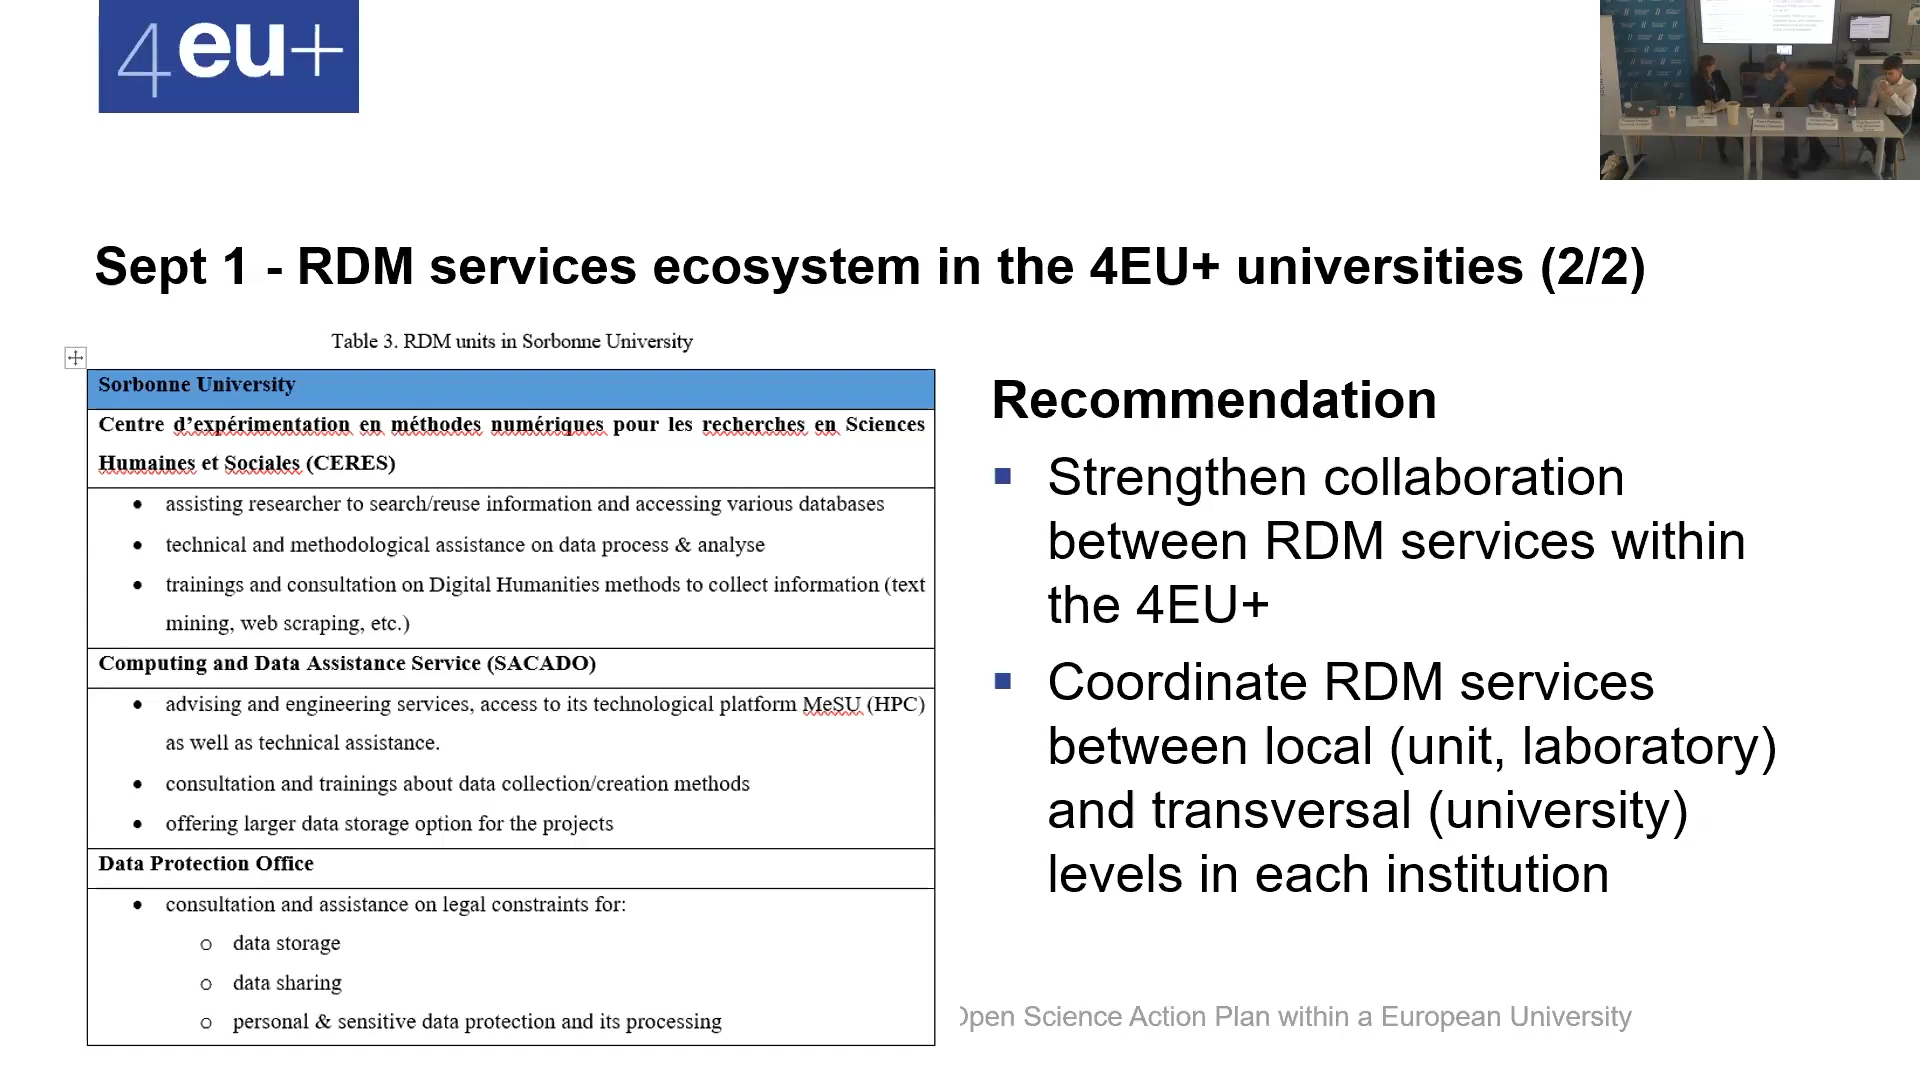 4eu+
Sept 1 - RDM services ecosystem in the 4EU+ universities (2/2)
Table 3. RDM units in Sorbonne University
Sorbonne University
Centre d’expérimentation en méthodes numériques pour les recherches en Sciences
Humaines et Sociales (CERES)
• assisting researcher to search/reuse information and accessing various databases
• technical and methodological assistance on data process & analyse
• trainings and consultation on Digital Humanities methods to collect information (text
mining, web scraping, etc.)
Computing and Data Assistance Service (SACADO)
• advising and engineering services, access to its technological platform MeSU (HPC)
as well as technical assistance.
• consultation and trainings about data collection/creation methods
• offering larger data storage option for the projects
Data Protection Office
• consultation and assistance on legal constraints for:
o data storage
o data sharing
o personal & sensitive data protection and its processing
Recommendation
▪ Strengthen collaboration
between RDM services within
the 4EU+
▪ Coordinate RDM services
between local (unit, laboratory)
and transversal (university)
levels in each institution
Open Science Action Plan within a European University